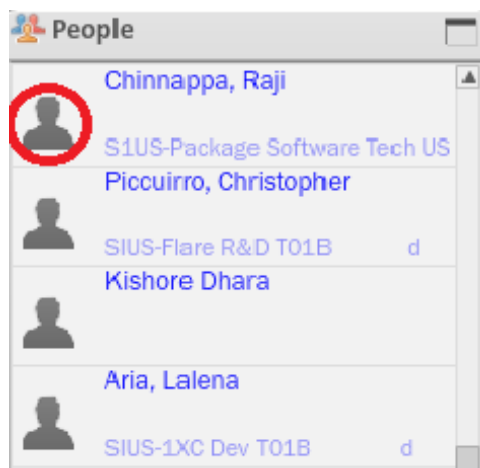 People
Chinnappa, Raji
S1US-Package Software Tech US
Piccuirro, Christopher
SIUS-Flare R&D T01B d
Kishore Dhara
Aria, Lalena
SIUS-1XC Dev T01B d